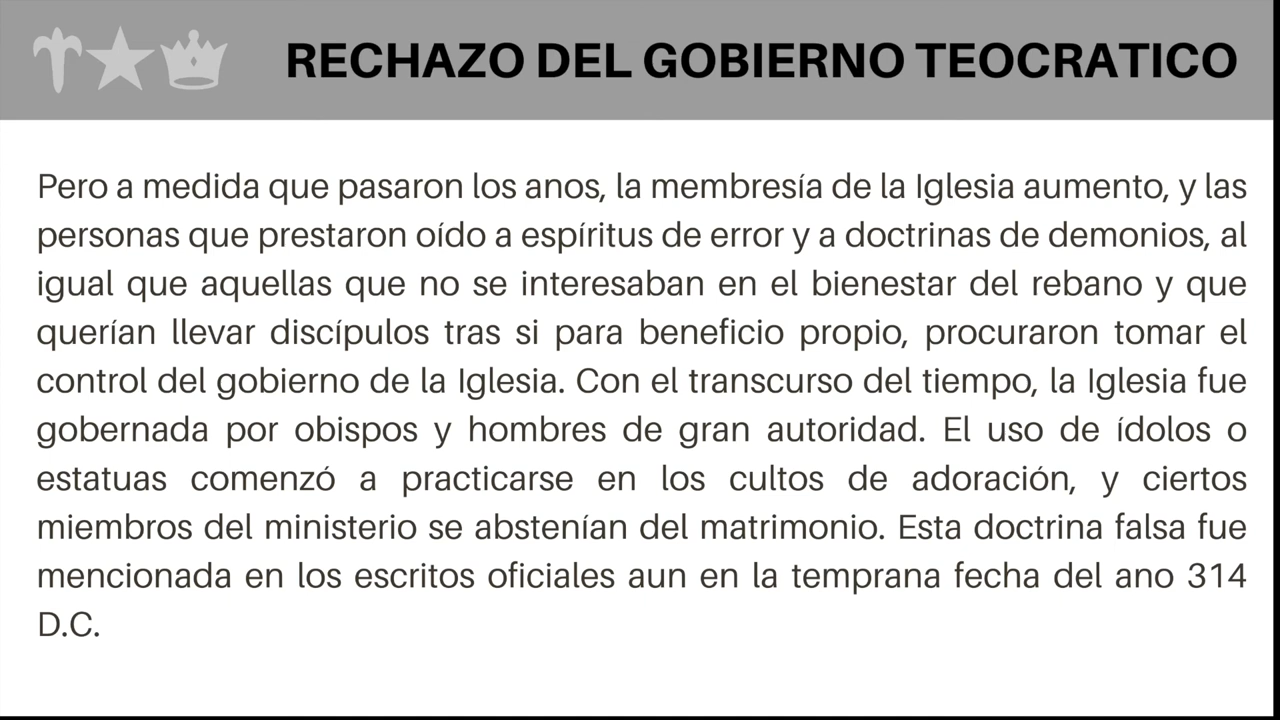 RECHAZO DEL GOBIERNO TEOCRATICO
Pero a medida que pasaron los anos, la membresía de la Iglesia aumento, y las
personas que prestaron oído a espíritus de error y a doctrinas de demonios, al
igual que aquellas que no se interesaban en el bienestar del rebano y que
querían llevar discípulos tras si para beneficio propio, procuraron tomar el
control del gobierno de la Iglesia. Con el transcurso del tiempo, la Iglesia fue
gobernada por obispos y hombres de gran autoridad. El uso de ídolos o
estatuas comenzó a practicarse en los cultos de adoración, y ciertos
miembros del ministerio se abstenían del matrimonio. Esta doctrina falsa fue
mencionada en los escritos oficiales aun en la temprana fecha del ano 314
D.C.